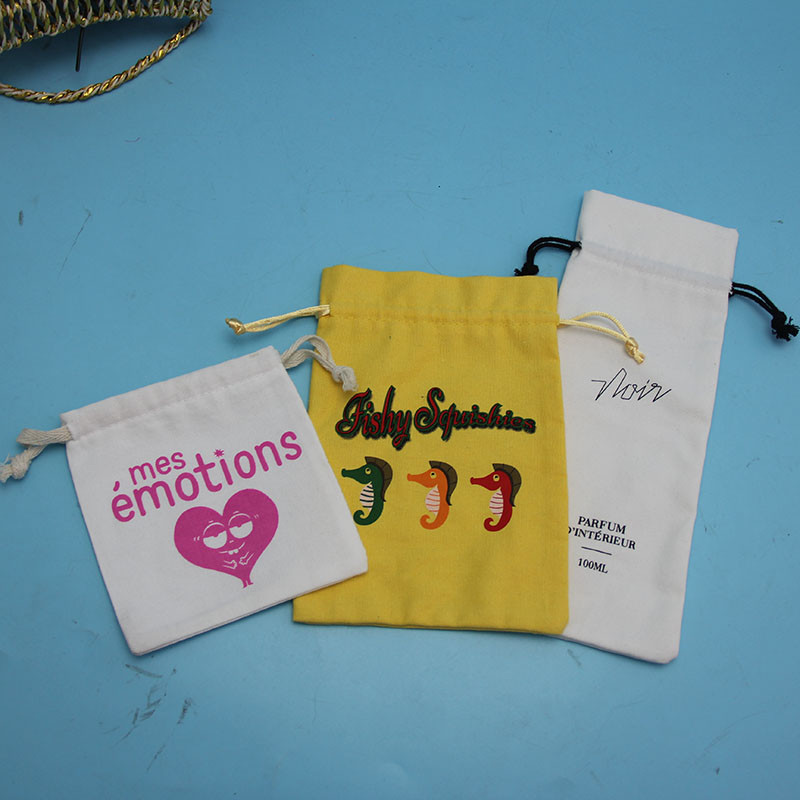 mes
émotions
Fishy Squishies
Noir
PARFUM
D'INTÉRIEUR
100ML